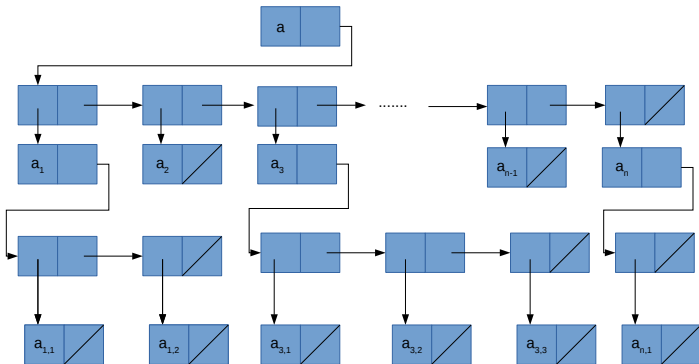 a
.......
a1 a2 a3 an-1 an
a1,1 a1,2 a3,1 a3,2 a3,3 an,1